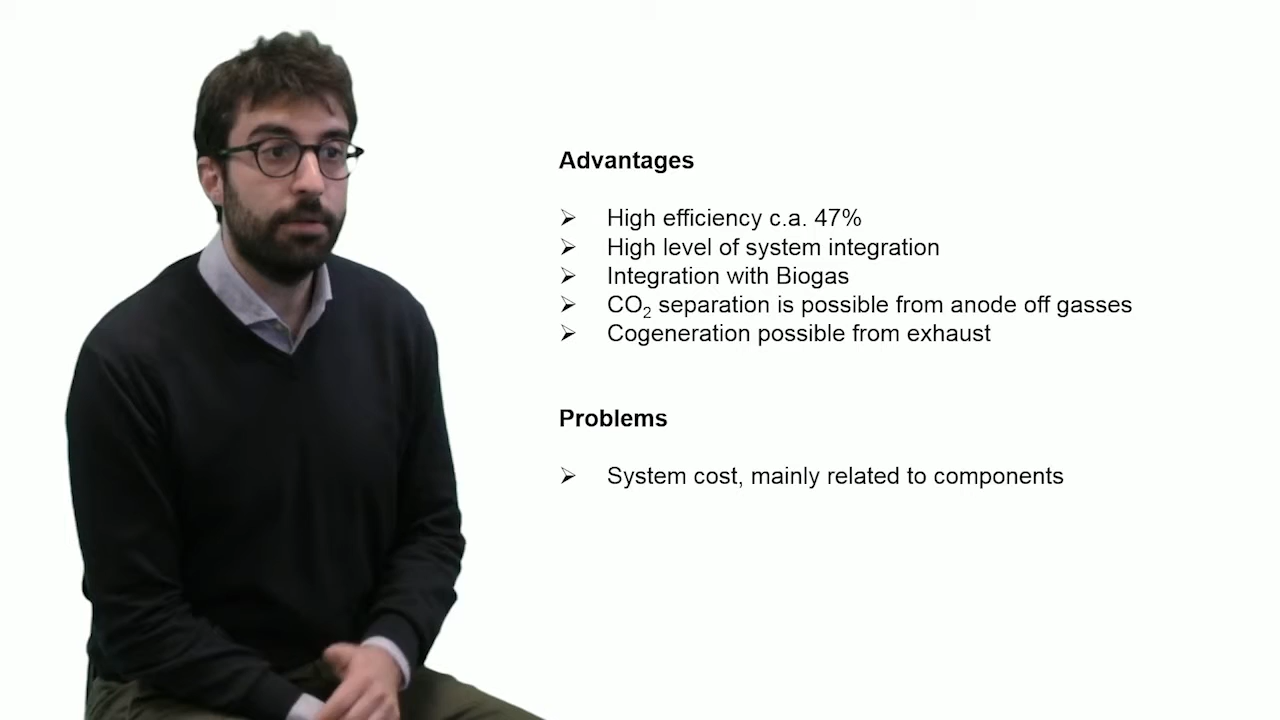 Advantages
➢ High efficiency c.a. 47%
➢ High level of system integration
➢ Integration with Biogas
➢ CO₂ separation is possible from anode off gasses
➢ Cogeneration possible from exhaust
Problems
➢ System cost, mainly related to components